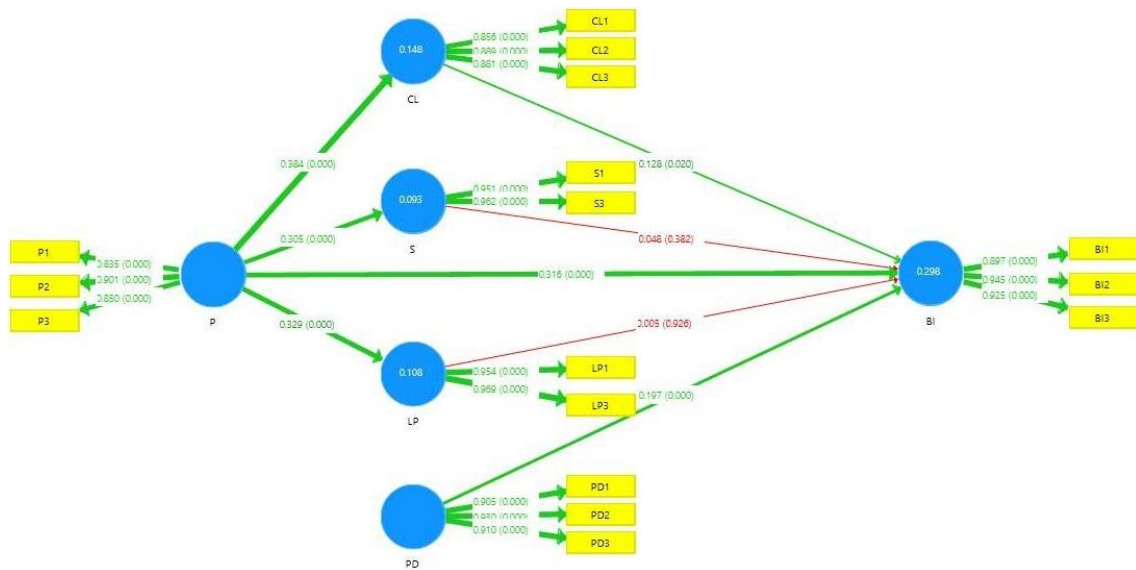 CL1
0.856 (0.000)
0.148
0.889 (0.000)
CL2
0.881 (0.000)
CL3
CL
0.384 (0.000)
0.128 (0.020)
S1
0.951 (0.000)
0.093
0.962 (0.000)
S3
0.305 (0.000)
S
0.048 (0.382)
P1
0.835 (0.000)
P2
0.901 (0.000)
P3
0.850 (0.000)
P
0.316 (0.000)
0.298
BI
0.897 (0.000)
BI1
0.945 (0.000)
BI2
0.925 (0.000)
BI3
0.329 (0.000)
0.005 (0.926)
0.108
LP
0.954 (0.000)
LP1
0.969 (0.000)
LP3
0.197 (0.000)
PD1
0.905 (0.000)
PD2
0.930 (0.000)
PD3
0.910 (0.000)
PD